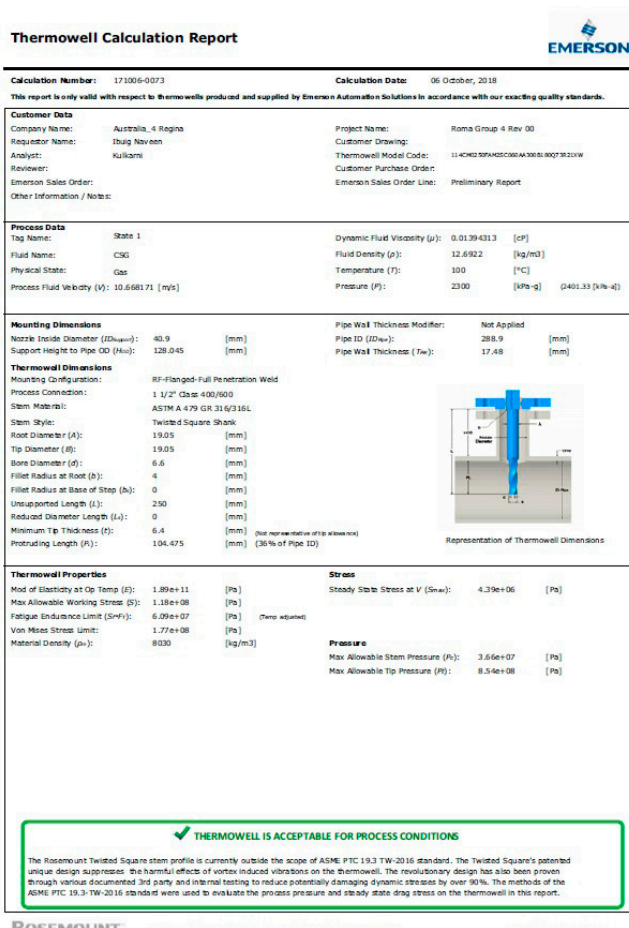 Thermowell Calculation Report
EMERSON
Calculation Number: 171006-0073 Calculation Date: 06 October, 2018
This report is only valid with respect to thermowells produced and supplied by Emerson Automation Solutions in accordance with our exacting quality standards.
Customer Data
Company Name: Australia_4 Regina Project Name: Roma Group 4 Rev 00
Requestor Name: Ibuig Naveen Customer Drawing:
Analyst: Kulkarni Thermowell Model Code:
Reviewer: Customer Purchase Order:
Emerson Sales Order: Emerson Sales Order Line: Preliminary Report
Other Information / Notes:
Process Data
Tag Name: State 1 Dynamic Fluid Viscosity (μ): 0.01394313 [cP]
Fluid Name: CSG Fluid Density (ρ): 12.6922 [kg/m3]
Physical State: Gas Temperature (T): 100 [°C]
Process Fluid Velocity (V): 10.668171 [m/s] Pressure (P): 2300 [kPa-g] (2401.33 [kPa-a])
Mounting Dimensions Pipe Wall Thickness Modifier: Not Applied
Nozzle Inside Diameter (IDSupport): 40.9 [mm] Pipe ID (IDPipe): 288.9 [mm]
Support Height to Pipe OD (HOD): 128.045 [mm] Pipe Wall Thickness (TPW): 17.48 [mm]
Thermowell Dimensions
Mounting Configuration: RF-Flanged-Full Penetration Weld
Process Connection: 1 1/2" Class 400/600
Stem Material: ASTM A 479 GR 316/316L
Stem Style: Twisted Square Shank
Root Diameter (A): 19.05 [mm]
Tip Diameter (B): 19.05 [mm]
Bore Diameter (d): 6.6 [mm]
Fillet Radius at Root (b): 4 [mm]
Fillet Radius at Base of Step (bs): 0 [mm]
Unsupported Length (L): 250 [mm]
Reduced Diameter Length (Ls): 0 [mm]
Minimum Tip Thickness (t): 6.4 [mm] (Not representative of tip allowance)
Protruding Length (PL): 104.475 [mm] (36% of Pipe ID)
Representation of Thermowell Dimensions
Thermowell Properties Stress
Mod of Elasticity at Op Temp (E): 1.89e+11 [Pa] Steady State Stress at V (Smax): 4.39e+06 [Pa]
Max Allowable Working Stress (S): 1.18e+08 [Pa]
Fatigue Endurance Limit (Sf*FT): 6.09e+07 [Pa] (Temp adjusted)
Von Mises Stress Limit: 1.77e+08 [Pa]
Material Density (ρm): 8030 [kg/m3] Pressure
Max Allowable Stem Pressure (Pc): 3.66e+07 [Pa]
Max Allowable Tip Pressure (Pt): 8.54e+08 [Pa]
THERMOWELL IS ACCEPTABLE FOR PROCESS CONDITIONS
The Rosemount Twisted Square stem profile is currently outside the scope of ASME PTC 19.3 TW-2016 standard. The Twisted Square's patented
unique design suppresses the harmful effects of vortex induced vibrations on the thermowell. The revolutionary design has also been proven
through various documented 3rd party and internal testing to reduce potentially damaging dynamic stresses by over 90%. The methods of the
ASME PTC 19.3-TW-2016 standard were used to evaluate the process pressure and steady state drag stress on the thermowell in this report.
ROSEMOUNT